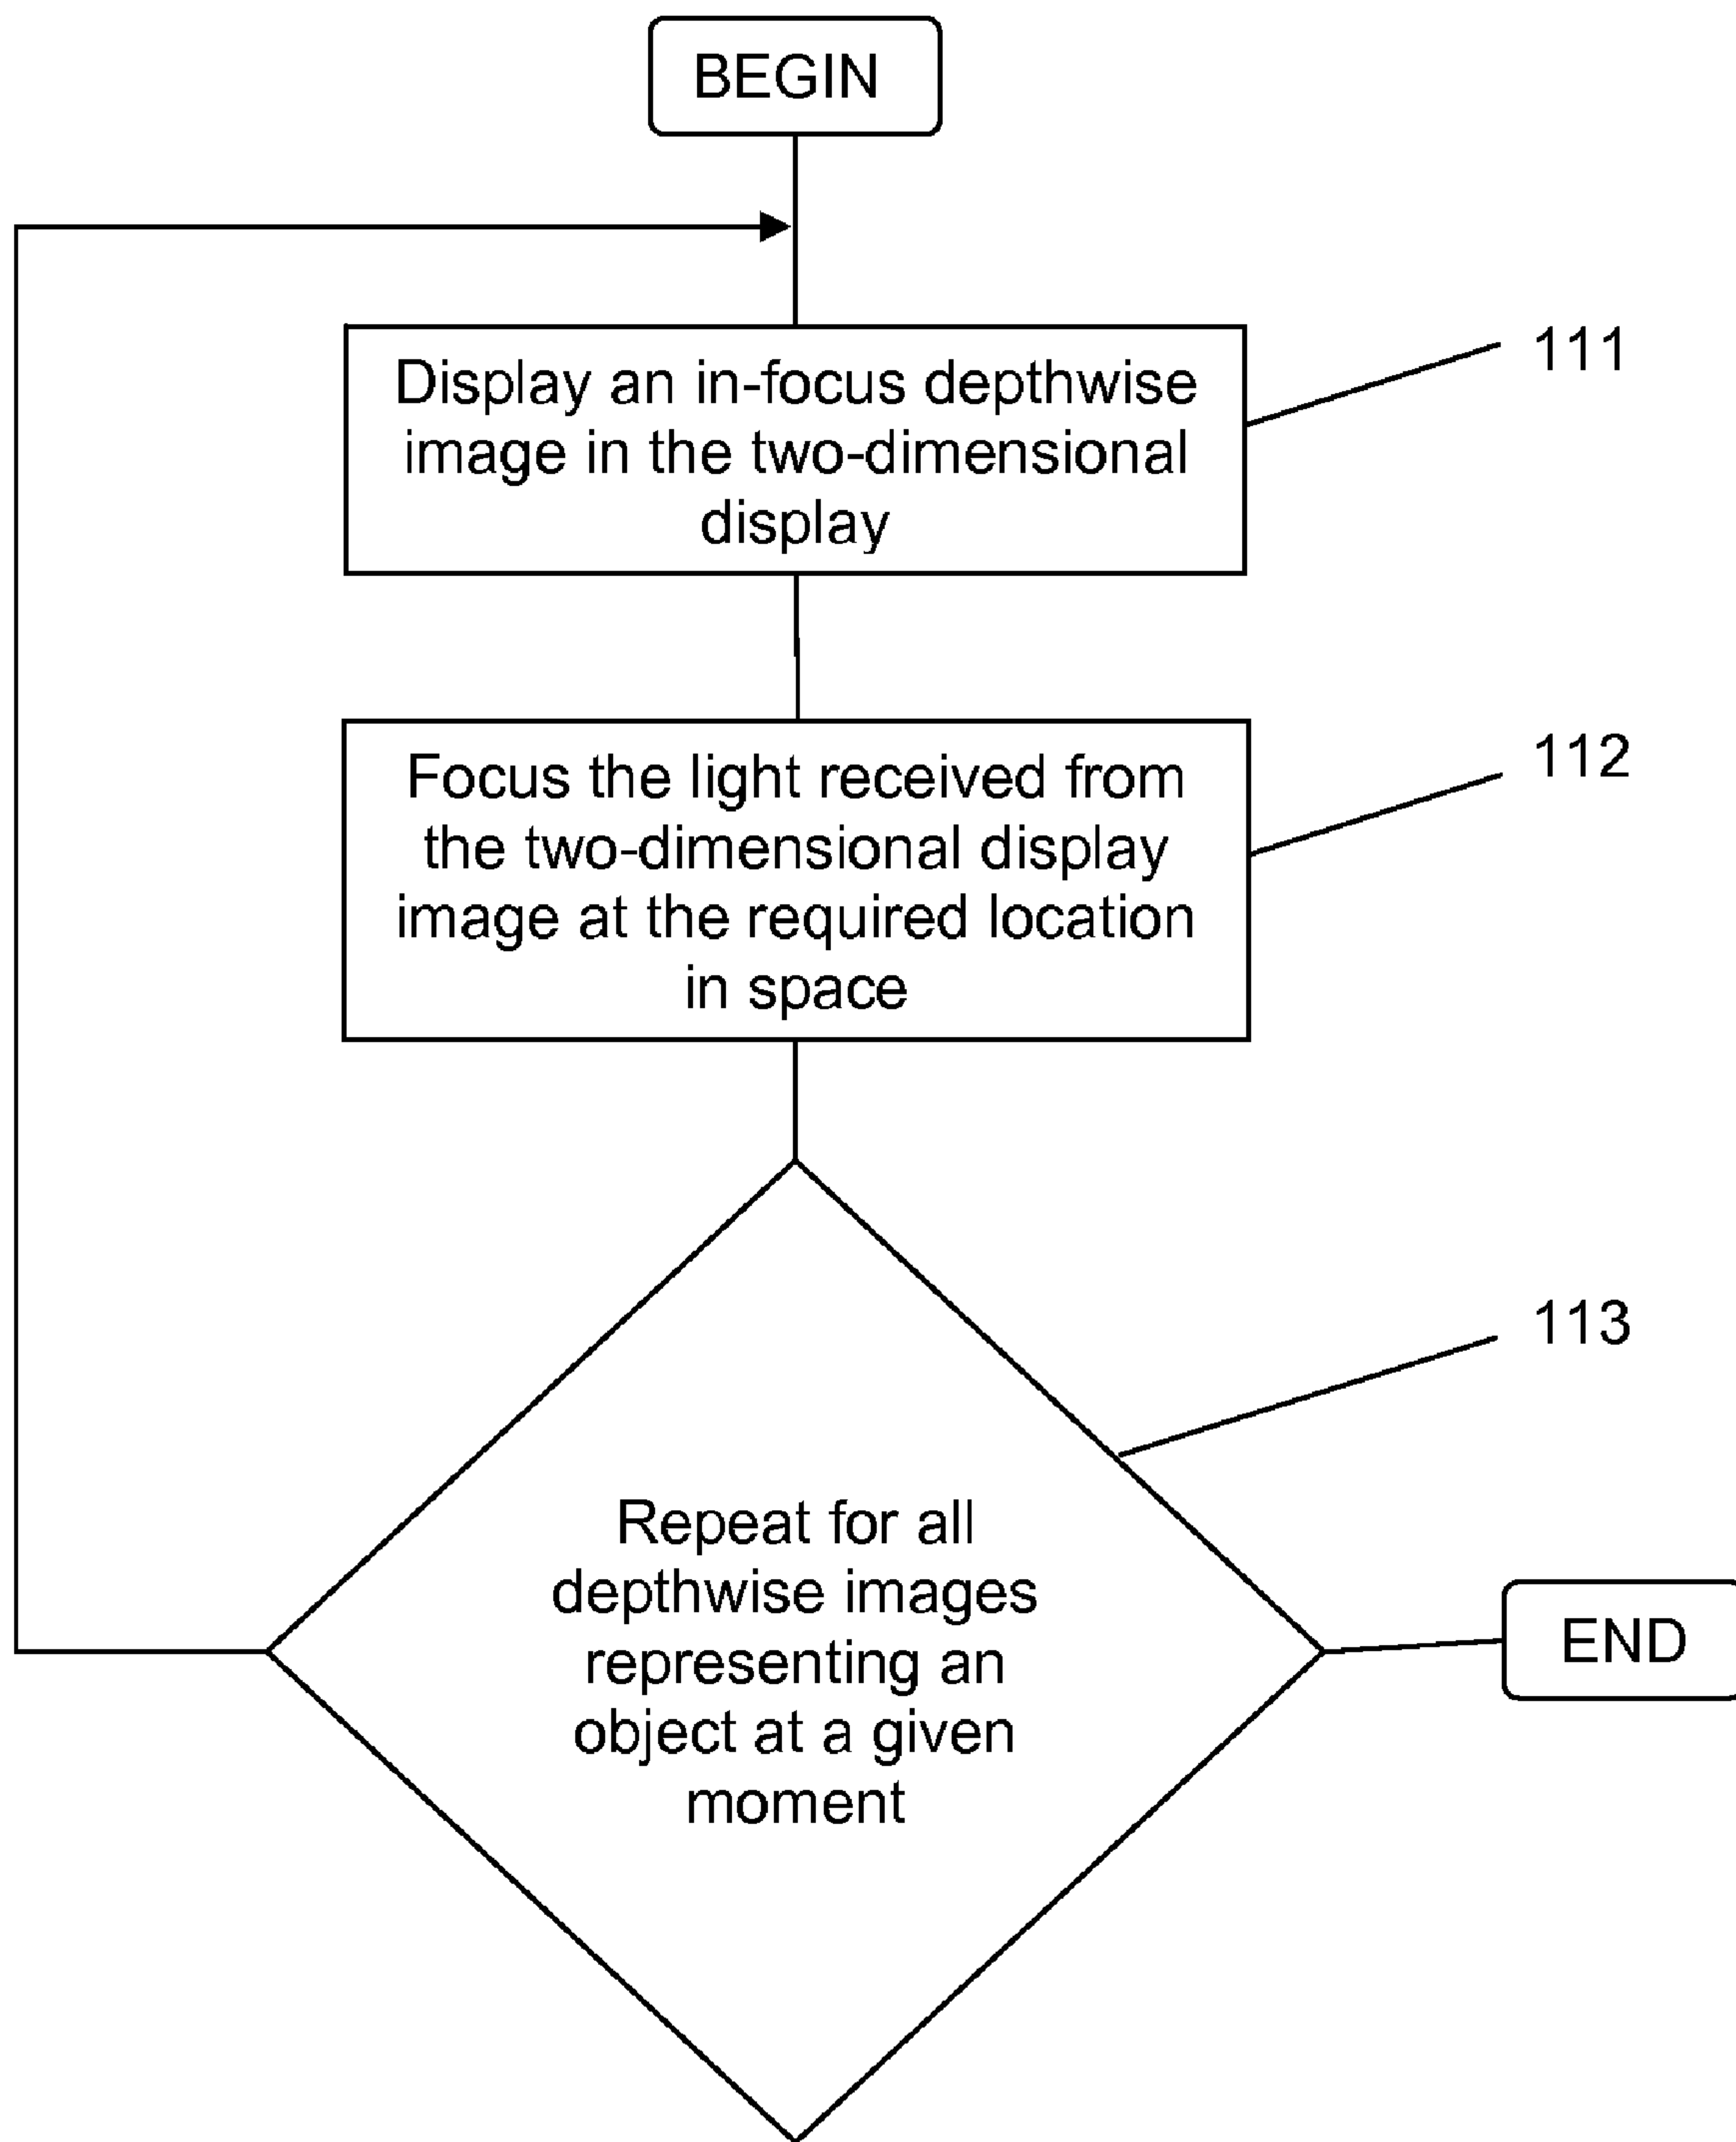 BEGIN
Display an in-focus depthwise
image in the two-dimensional
display
111
Focus the light received from
the two-dimensional display
image at the required location
in space
112
Repeat for all
depthwise images
representing an
object at a given
moment
113
END